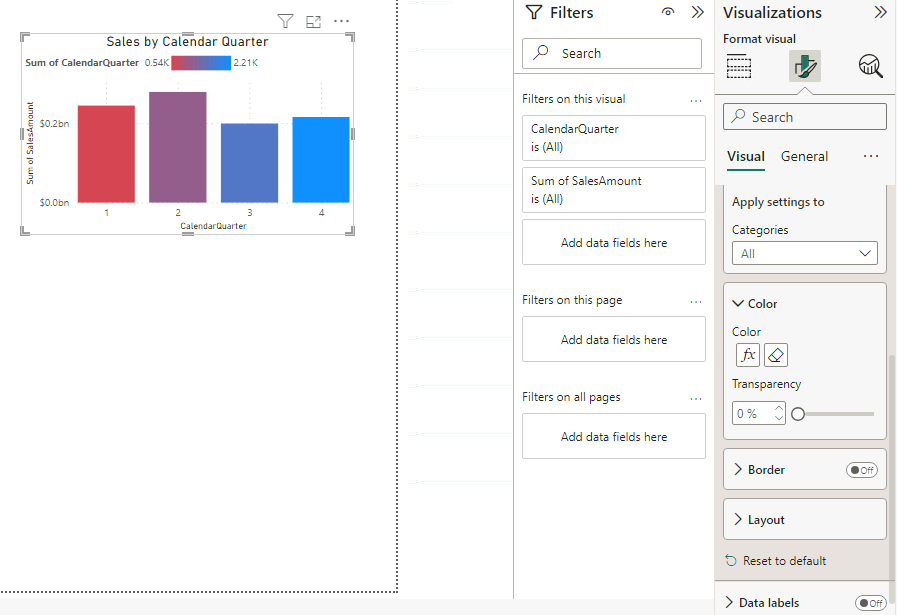 Sales by Calendar Quarter
Sum of CalendarQuarter 0.54K 2.21K
Sum of SalesAmount
$0.2bn
$0.0bn
1 2 3 4
CalendarQuarter
Filters
Search
Filters on this visual
CalendarQuarter
is (All)
Sum of SalesAmount
is (All)
Add data fields here
Filters on this page
Add data fields here
Filters on all pages
Add data fields here
Visualizations
Format visual
Search
Visual General
Apply settings to
Categories
All
Color
Color
fx
Transparency
0 %
Border Off
Layout
Reset to default
Data labels Off